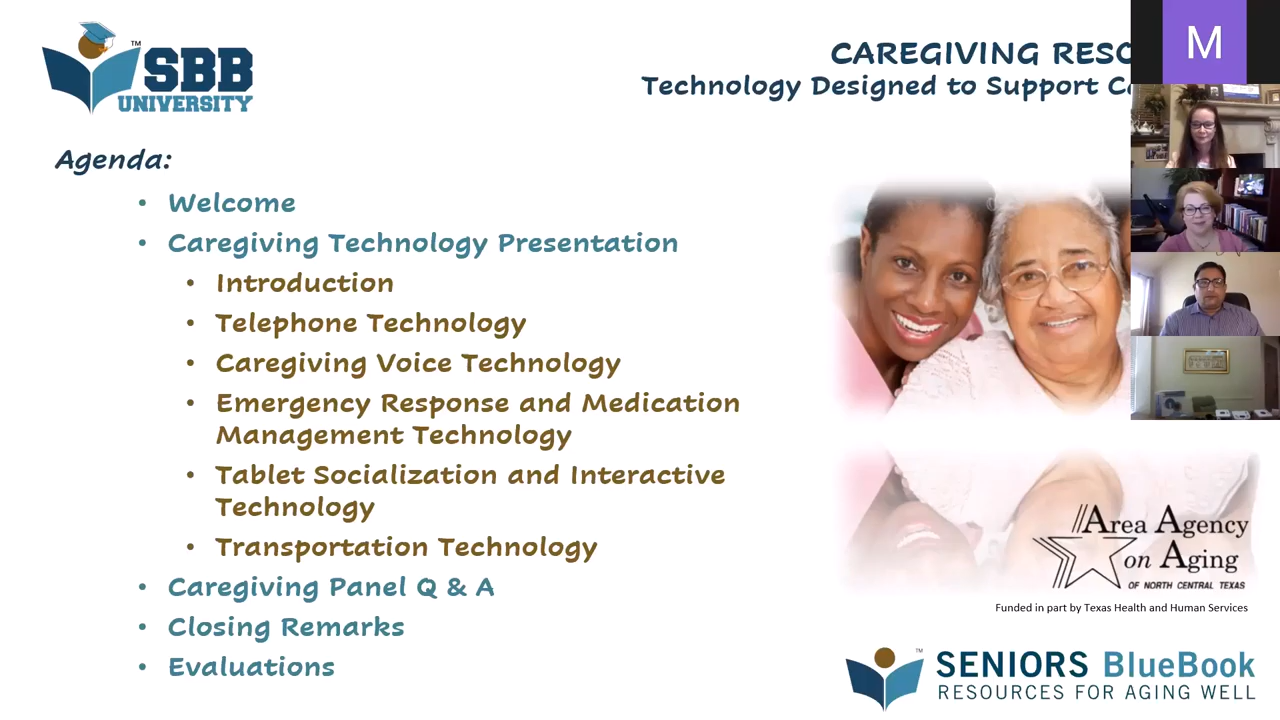 ™
SBB
UNIVERSITY
CAREGIVING RESO
Technology Designed to Support Ca
M
Agenda:
• Welcome
• Caregiving Technology Presentation
• Introduction
• Telephone Technology
• Caregiving Voice Technology
• Emergency Response and Medication
Management Technology
• Tablet Socialization and Interactive
Technology
• Transportation Technology
• Caregiving Panel Q & A
• Closing Remarks
• Evaluations
Area Agency
on Aging
OF NORTH CENTRAL TEXAS
Funded in part by Texas Health and Human Services
™
SENIORS BlueBook
RESOURCES FOR AGING WELL